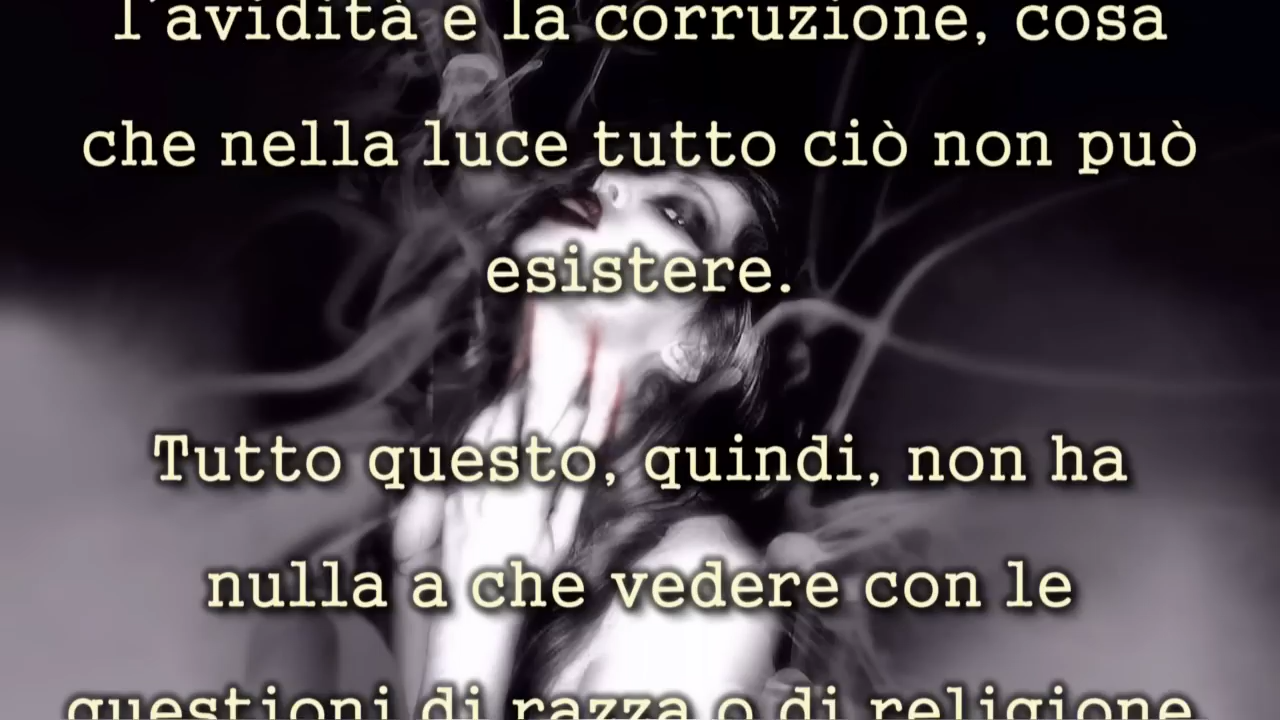 l'avidità e la corruzione, cosa
che nella luce tutto ciò non può
esistere.
Tutto questo, quindi, non ha
nulla a che vedere con le
questioni di razza o di religione